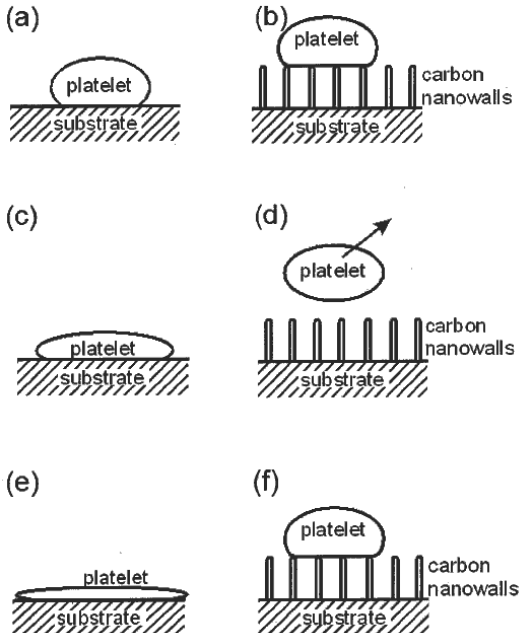 (a)
platelet
substrate
(b)
platelet
carbon
nanowalls
substrate
(c)
platelet
substrate
(d)
platelet
carbon
nanowalls
substrate
(e)
platelet
substrate
(f)
platelet
carbon
nanowalls
substrate